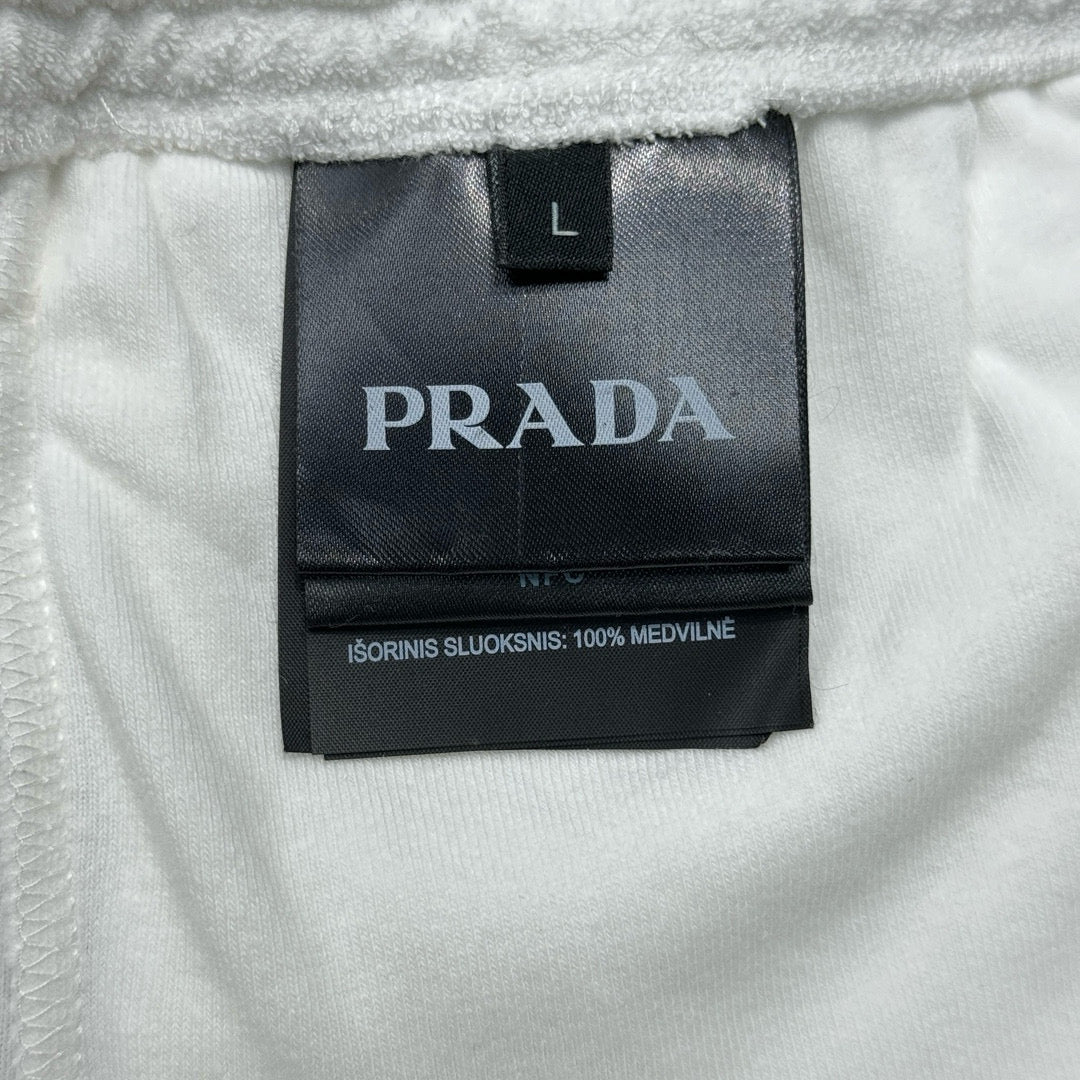 L
PRADA
IŠORINIS SLUOKSNIS: 100% MEDVILNĖ